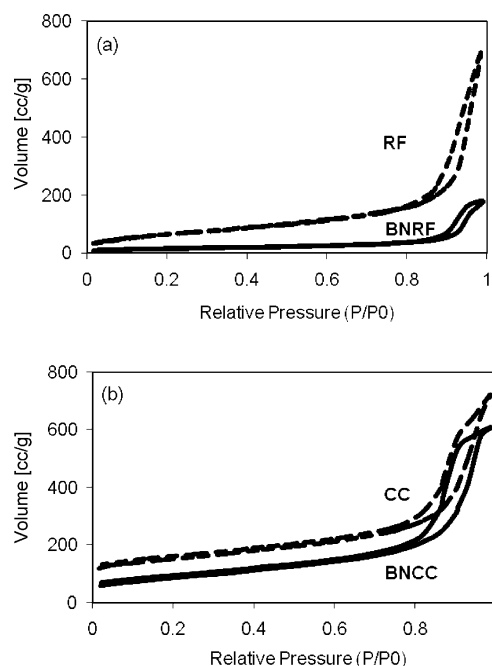 (a)
Volume [cc/g]
800
600
400
200
0
RF
BNRF
0 0.2 0.4 0.6 0.8 1
Relative Pressure (P/P0)
(b)
Volume [cc/g]
800
600
400
200
0
CC
BNCC
0 0.2 0.4 0.6 0.8
Relative Pressure (P/P0)